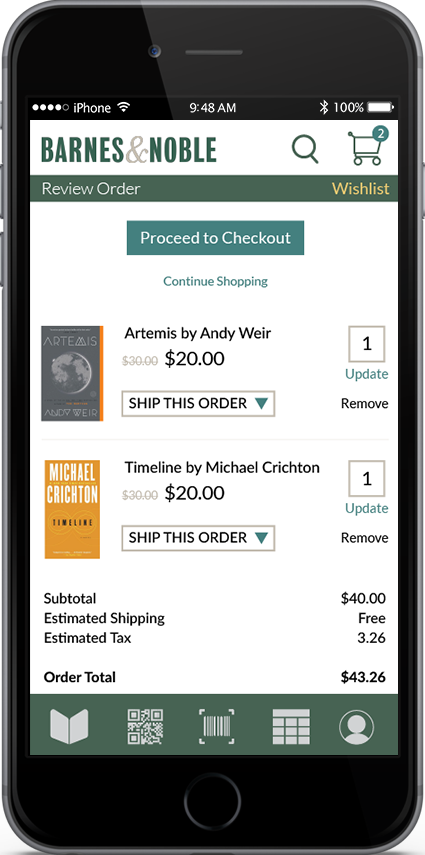 iPhone 9:48 AM 100%
BARNES&NOBLE 2
Review Order Wishlist
Proceed to Checkout
Continue Shopping
ARTEMIS
ANDY WEIR
Artemis by Andy Weir
$30.00 $20.00
1
Update
SHIP THIS ORDER
Remove
MICHAEL
CRICHTON
TIMELINE
Timeline by Michael Crichton
$30.00 $20.00
1
Update
SHIP THIS ORDER
Remove
Subtotal $40.00
Estimated Shipping Free
Estimated Tax 3.26
Order Total $43.26